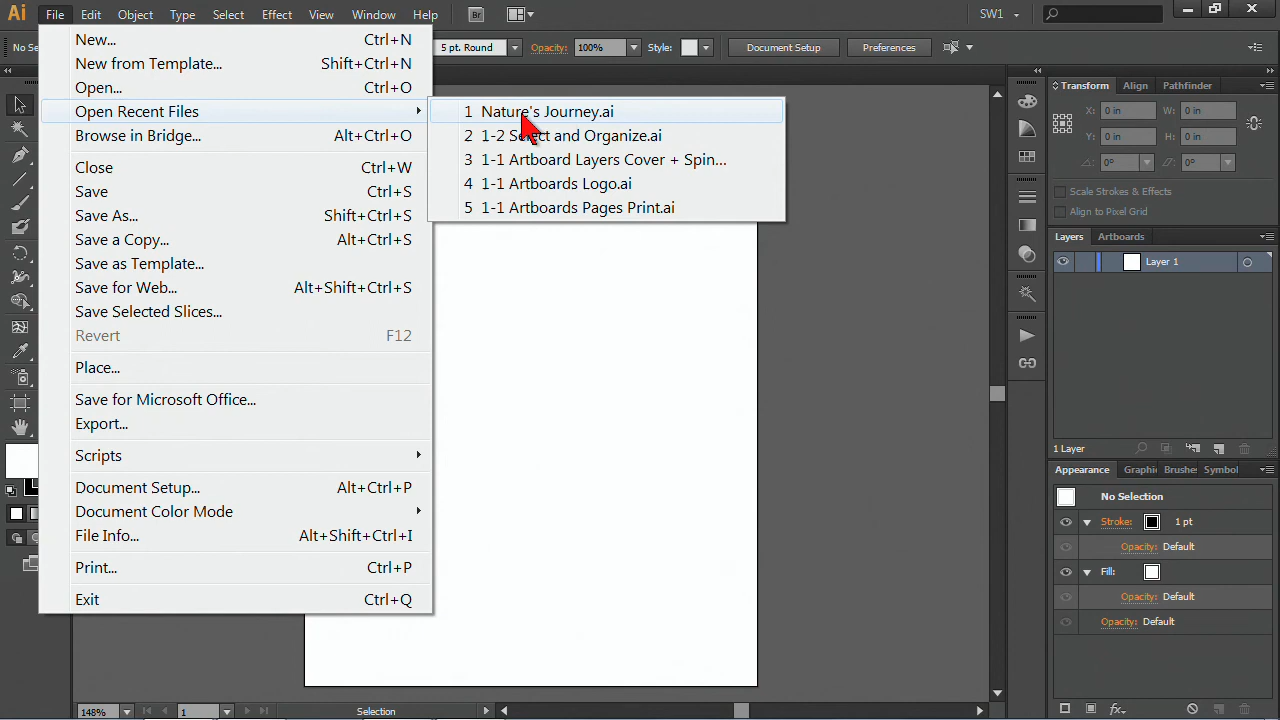 Ai File Edit Object Type Select Effect View Window Help Br SW1
No Se 5 pt. Round Opacity: 100% Style: Document Setup Preferences
New... Ctrl+N
New from Template... Shift+Ctrl+N
Open... Ctrl+O
Open Recent Files
Browse in Bridge... Alt+Ctrl+O
Close Ctrl+W
Save Ctrl+S
Save As... Shift+Ctrl+S
Save a Copy... Alt+Ctrl+S
Save as Template...
Save for Web... Alt+Shift+Ctrl+S
Save Selected Slices...
Revert F12
Place...
Save for Microsoft Office...
Export...
Scripts
Document Setup... Alt+Ctrl+P
Document Color Mode
File Info... Alt+Shift+Ctrl+I
Print... Ctrl+P
Exit Ctrl+Q
1 Nature's Journey.ai
2 1-2 Select and Organize.ai
3 1-1 Artboard Layers Cover + Spin...
4 1-1 Artboards Logo.ai
5 1-1 Artboards Pages Print.ai
Transform Align Pathfinder
X: 0 in W: 0 in
Y: 0 in H: 0 in
0° 0°
Scale Strokes & Effects
Align to Pixel Grid
Layers Artboards
Layer 1
1 Layer
Appearance Graphic Brushes Symbol
No Selection
Stroke: 1 pt
Opacity: Default
Fill:
Opacity: Default
Opacity: Default
148% 1 Selection